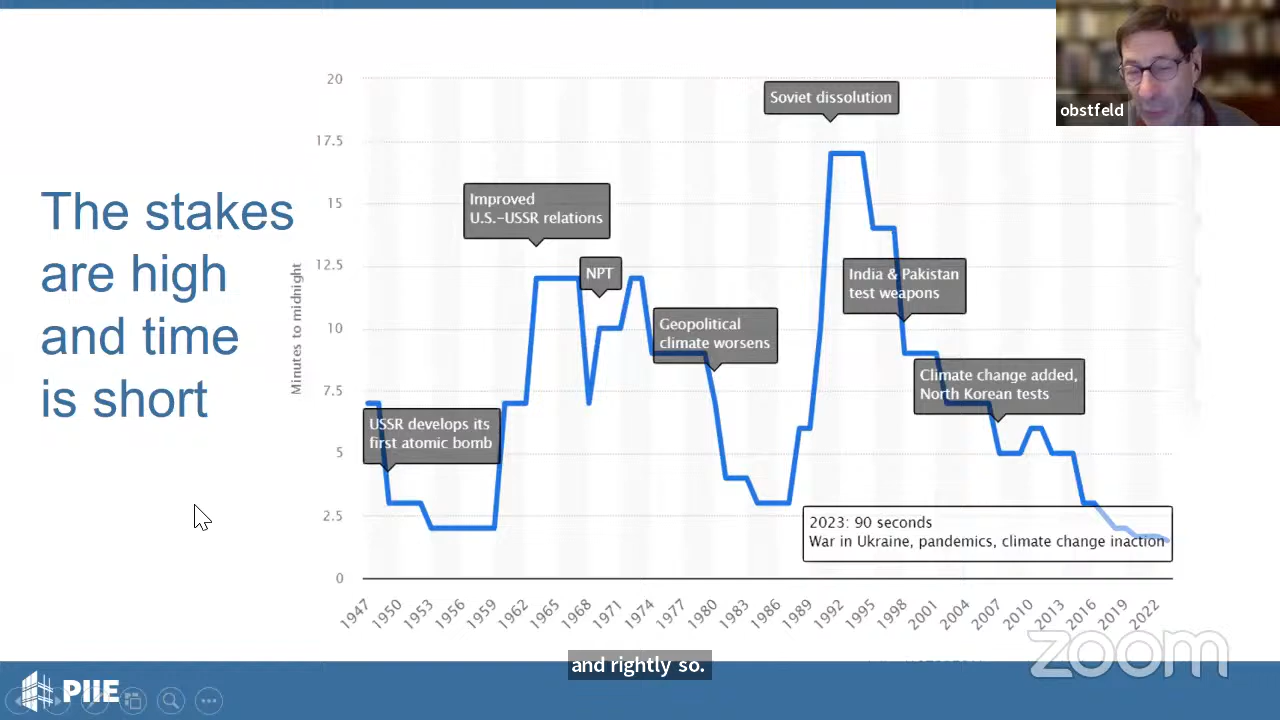 obstfeld
The stakes
are high
and time
is short
Minutes to midnight
20
17.5
15
12.5
10
7.5
5
2.5
0
Soviet dissolution
Improved
U.S.-USSR relations
NPT
India & Pakistan
test weapons
Geopolitical
climate worsens
Climate change added,
North Korean tests
USSR develops its
first atomic bomb
2023: 90 seconds
War in Ukraine, pandemics, climate change inaction
1947
1950
1953
1956
1959
1962
1965
1968
1971
1974
1977
1980
1983
1986
1989
1992
1995
1998
2001
2004
2007
2010
2013
2016
2019
2022
zoom
and rightly so.
PIIE